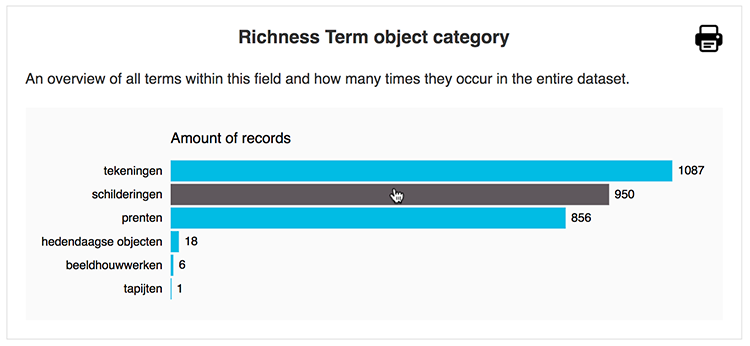 Richness Term object category
An overview of all terms within this field and how many times they occur in the entire dataset.
Amount of records
tekeningen 1087
schilderingen 950
prenten 856
hedendaagse objecten 18
beeldhouwwerken 6
tapijten 1